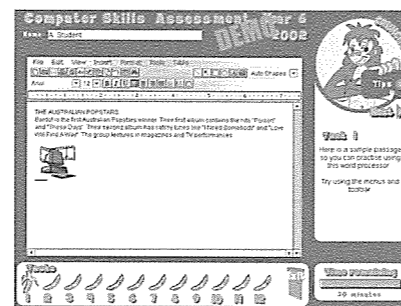 Computer Skills Assessment Year 6
DEMO 2002
Name A Student
File Edit View Insert Format Tools Table
Auto Shapes
Arial 12 B I U
THE AUSTRALIAN POPSTARS
is the first Australian Popstars winner. Their first album contains the hits "Poison"
and "These Days". Their second album has catchy tunes like and "Love
Will Find A Way". The group features in magazines and TV performances
Tips
Task 1
Here is a sample passage
so you can practise using
this word processor
Try using the menus and
toolbar
Tasks
1 2 3 4 5 6 7 8 9 10 11 12
Time remaining
20 minutes